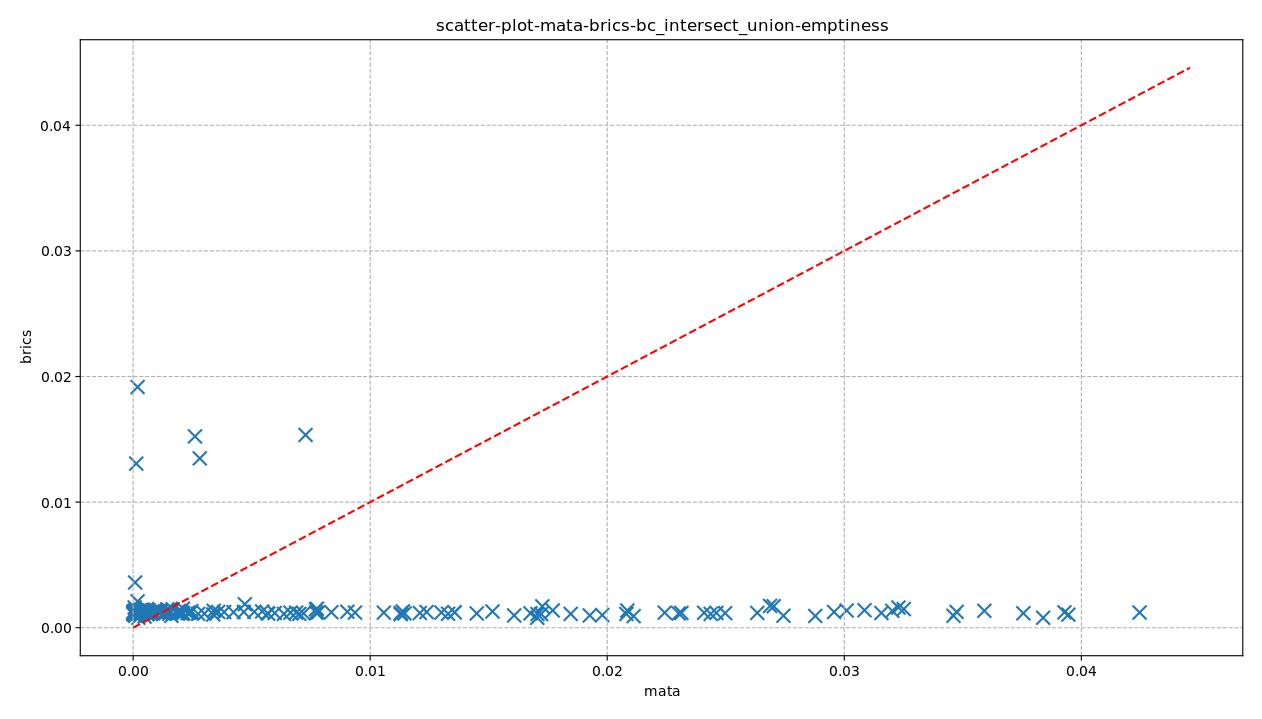 scatter-plot-mata-brics-bc_intersect_union-emptiness
0.04
0.03
0.02
0.01
0.00
brics
0.00 0.01 0.02 0.03 0.04
mata